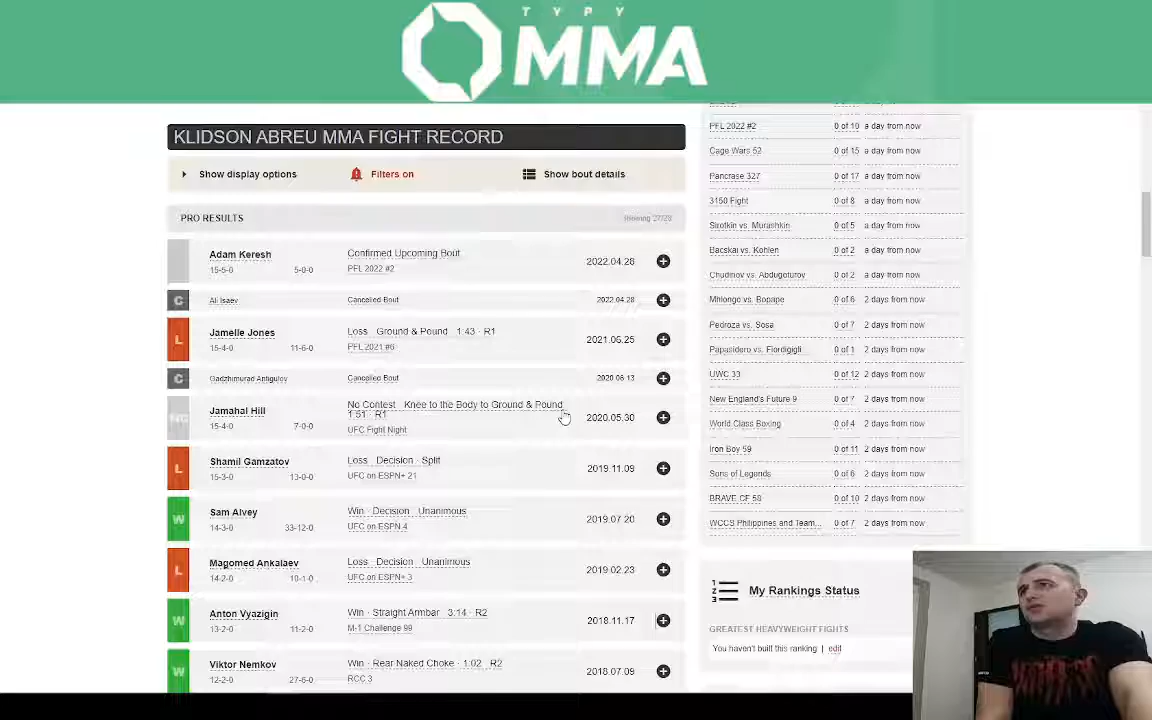 TYPY
MMA
KLIDSON ABREU MMA FIGHT RECORD
Show display options
Filters on
Show bout details
PRO RESULTS
Adam Keresh
15-5-0 5-0-0
Confirmed Upcoming Bout
PFL 2022 #2
2022.04.28
C
Ali Isaev
Cancelled Bout
2022.04.28
L
Jamelle Jones
15-4-0 11-6-0
Loss Ground & Pound 1:43 · R1
PFL 2021 #6
2021.06.25
C
Gadzhimurad Antigulov
Cancelled Bout
2020.06.13
NC
Jamahal Hill
15-4-0 7-0-0
No Contest Knee to the Body to Ground & Pound
1:51 · R1
UFC Fight Night
2020.05.30
L
Shamil Gamzatov
15-3-0 13-0-0
Loss · Decision · Split
UFC on ESPN+ 21
2019.11.09
W
Sam Alvey
14-3-0 33-12-0
Win · Decision · Unanimous
UFC on ESPN 4
2019.07.20
L
Magomed Ankalaev
14-2-0 10-1-0
Loss · Decision · Unanimous
UFC on ESPN+ 3
2019.02.23
W
Anton Vyazigin
13-2-0 11-2-0
Win · Straight Armbar · 3:14 · R2
M-1 Challenge 99
2018.11.17
W
Viktor Nemkov
12-2-0 27-6-0
Win · Rear Naked Choke · 1:02 · R2
RCC 3
2018.07.09
PFL 2022 #2 0 of 10 a day from now
Cage Wars 52 0 of 15 a day from now
Pancrase 327 0 of 17 a day from now
3150 Fight 0 of 8 a day from now
Sirotkin vs. Murashkin 0 of 5 a day from now
Bacskai vs. Kohlen 0 of 2 a day from now
Chudinov vs. Abdugofurov 0 of 2 a day from now
Mhlongo vs. Bopape 0 of 6 2 days from now
Pedroza vs. Sosa 0 of 7 2 days from now
Papasidero vs. Fiordigigli 0 of 1 2 days from now
UWC 33 0 of 12 2 days from now
New England's Future 9 0 of 7 2 days from now
World Class Boxing 0 of 4 2 days from now
Iron Boy 59 0 of 11 2 days from now
Sons of Legends 0 of 6 2 days from now
BRAVE CF 58 0 of 10 2 days from now
WCCS Philippines and Team... 0 of 7 2 days from now
My Rankings Status
GREATEST HEAVYWEIGHT FIGHTS
You haven't built this ranking | edit